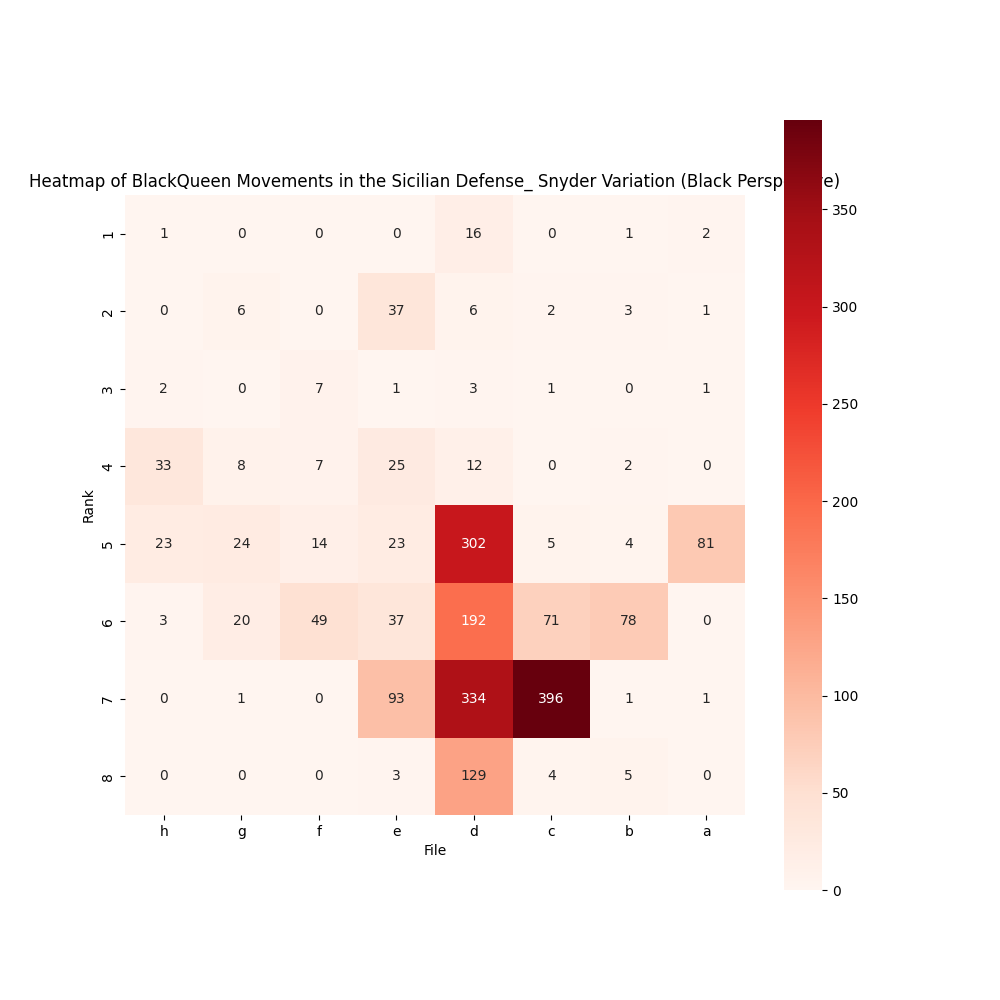 Heatmap of BlackQueen Movements in the Sicilian Defense_ Snyder Variation (Black Persp e)
350
1 1 0 0 0 16 0 1 2
300
2 0 6 0 37 6 2 3 1
3 2 0 7 1 3 1 0 1
250
4 33 8 7 25 12 0 2 0
200
Rank
5 23 24 14 23 302 5 4 81
150
6 3 20 49 37 192 71 78 0
100
7 0 1 0 93 334 396 1 1
50
8 0 0 0 3 129 4 5 0
h g f e d c b a
File
0